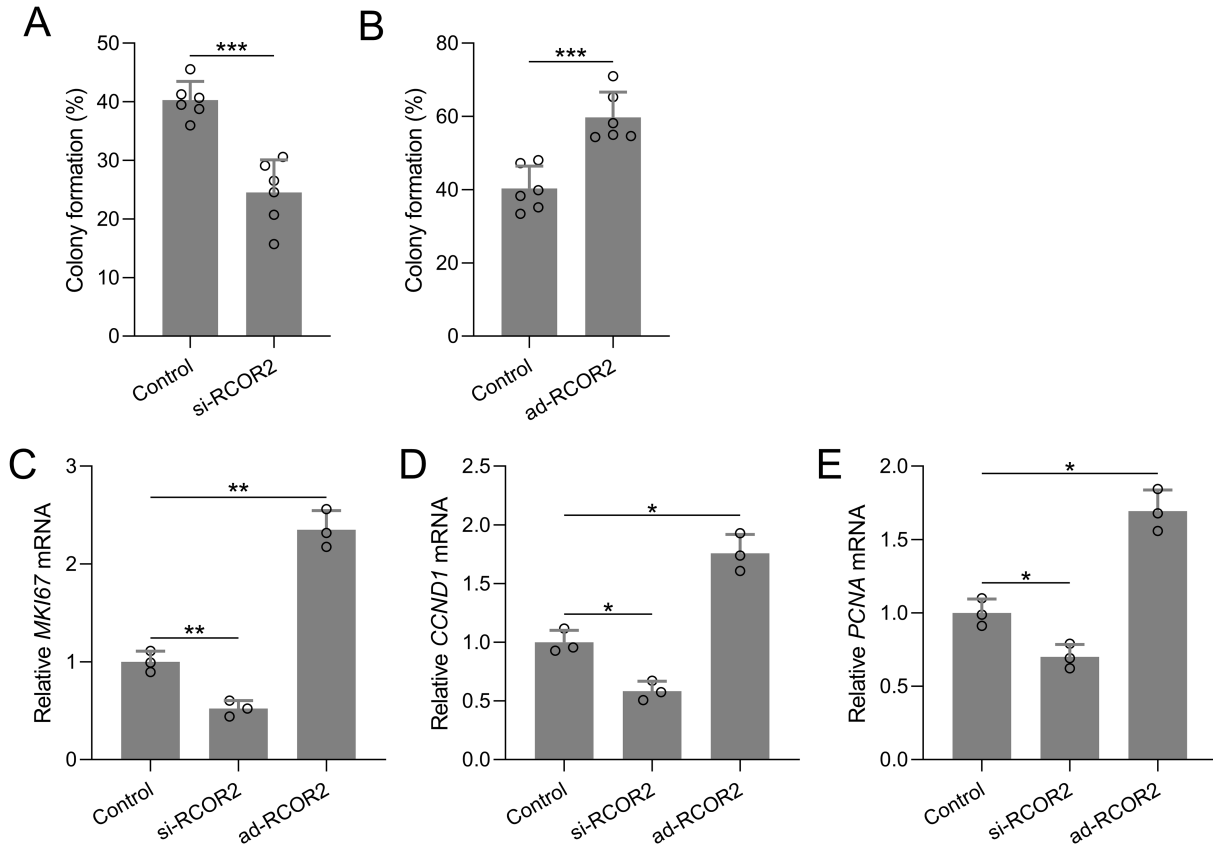 A
Colony formation (%)
50
40
30
20
10
0
***
Control
si-RCOR2
B
Colony formation (%)
80
60
40
20
0
***
Control
ad-RCOR2
C
Relative MKI67 mRNA
3
2
1
0
**
**
Control
si-RCOR2
ad-RCOR2
D
Relative CCND1 mRNA
2.5
2.0
1.5
1.0
0.5
0.0
*
*
Control
si-RCOR2
ad-RCOR2
E
Relative PCNA mRNA
2.0
1.5
1.0
0.5
0.0
*
*
Control
si-RCOR2
ad-RCOR2